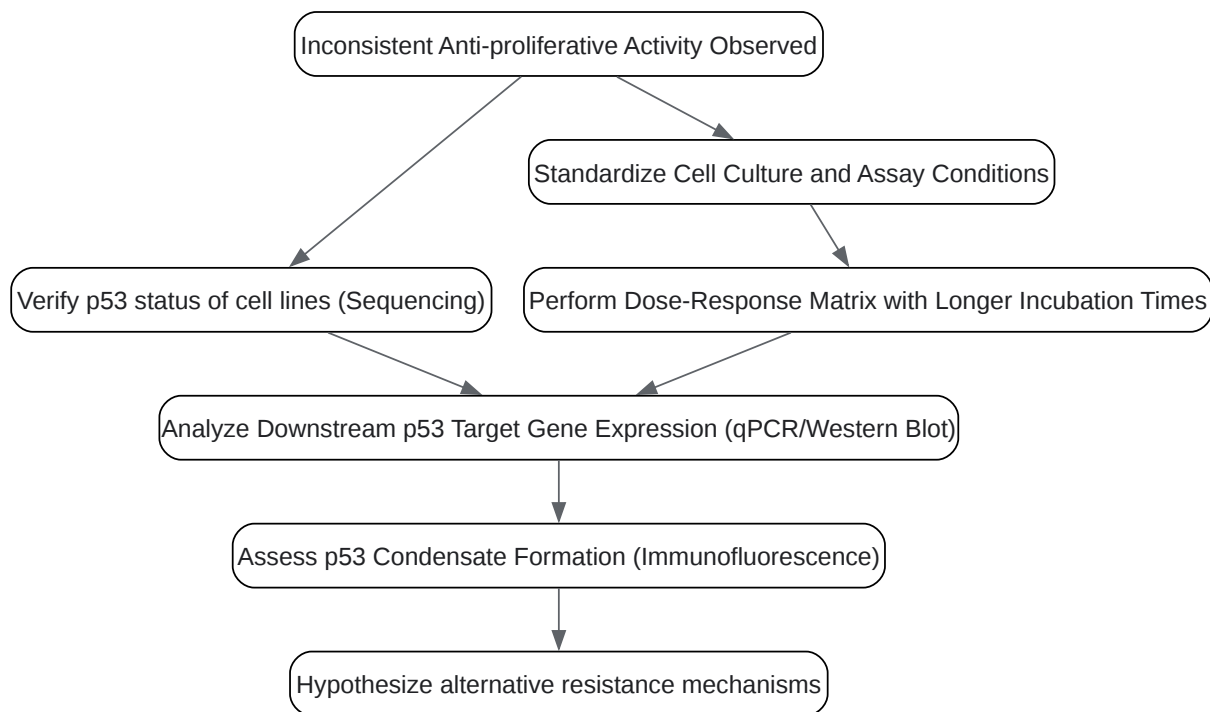 Inconsistent Anti-proliferative Activity Observed
Standardize Cell Culture and Assay Conditions
Verify p53 status of cell lines (Sequencing)
Perform Dose-Response Matrix with Longer Incubation Times
Analyze Downstream p53 Target Gene Expression (qPCR/Western Blot)
Assess p53 Condensate Formation (Immunofluorescence)
Hypothesize alternative resistance mechanisms